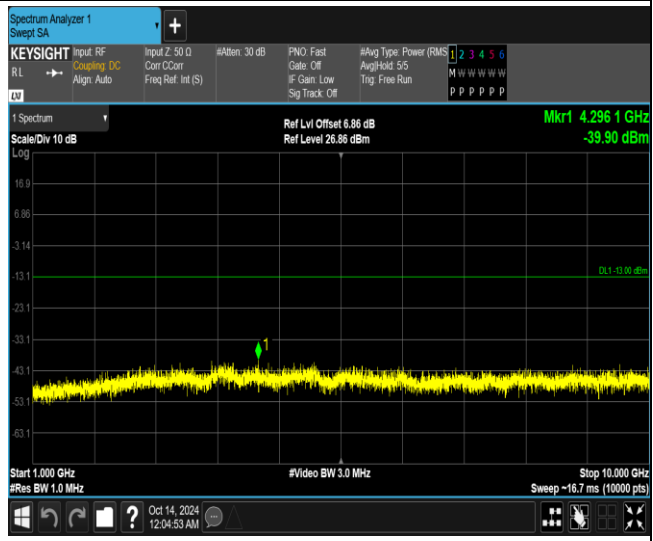 Spectrum Analyzer 1
Swept SA
+
KEYSIGHT
RL
LXI
Input: RF
Coupling: DC
Align: Auto
Input Z: 50 Ω
Corr CCorr
Freq Ref: Int (S)
#Atten: 30 dB
PNO: Fast
Gate: Off
IF Gain: Low
Sig Track: Off
#Avg Type: Power (RMS
Avg|Hold: 5/5
Trig: Free Run
1 2 3 4 5 6
M W W W W W
P P P P P P
1 Spectrum
Scale/Div 10 dB
Log
Ref Lvl Offset 6.86 dB
Ref Level 26.86 dBm
Mkr1 4.296 1 GHz
-39.90 dBm
16.9
6.86
-3.14
-13.1
DL1 -13.00 dBm
-23.1
-33.1
1
-43.1
-53.1
-63.1
Start 1.000 GHz
#Video BW 3.0 MHz
Stop 10.000 GHz
#Res BW 1.0 MHz
Sweep ~16.7 ms (10000 pts)
?
Oct 14, 2024
12:04:53 AM